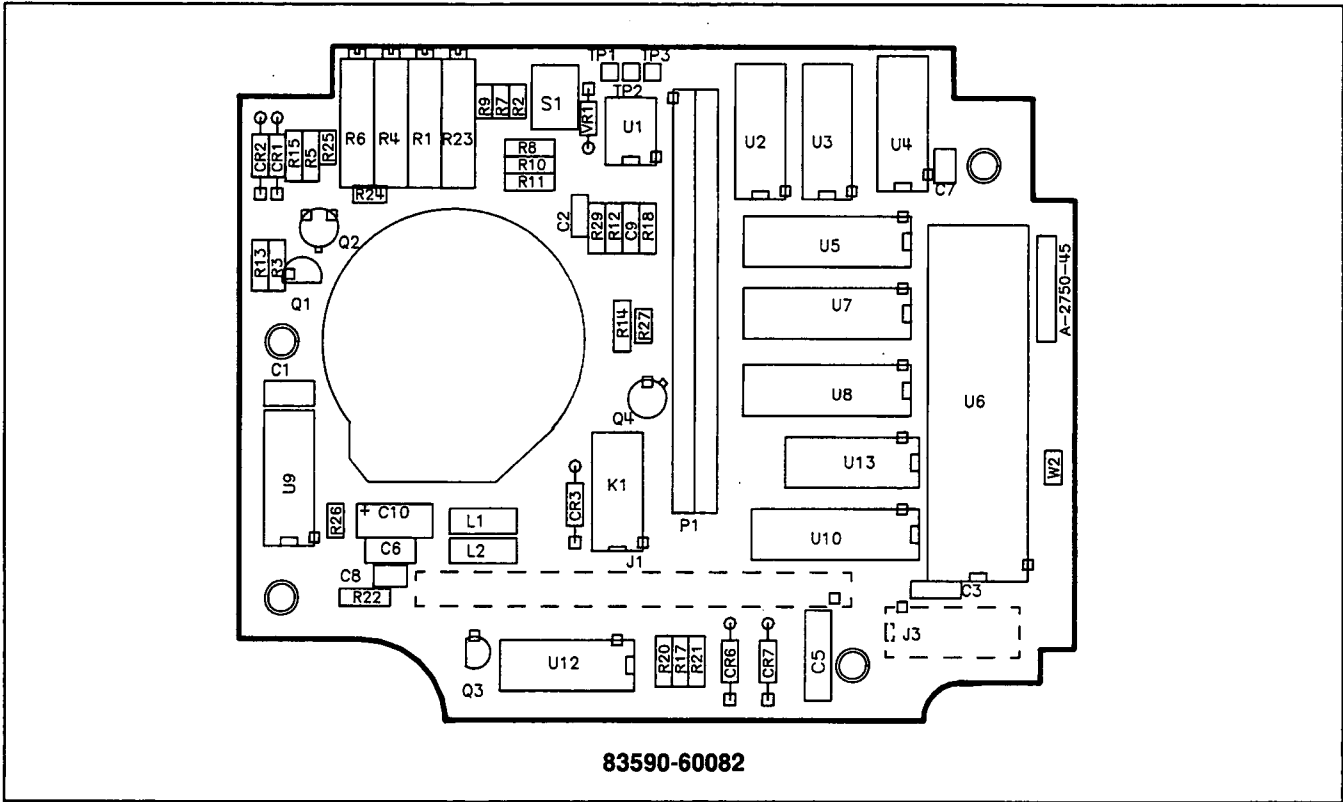 TP1 TP3
TP2
R9 R7 R2
S1
VR1
U1
U2
U3
U4
C7
CR2 CR1 R15 R5 R25
R6 R4 R1 R23
R8
R10
R11
R24
C2
R29 R12 C9 R18
Q2
R13 R3
Q1
U5
A-2750-45
U7
R14 R27
C1
U8
U6
Q4
U9
U13
K1
CR3
W2
R26
+ C10
L1
P1
U10
C6
L2
J1
C8
R22
C3
J3
Q3
U12
R20 R17 R21
CR6
CR7
C5
83590-60082